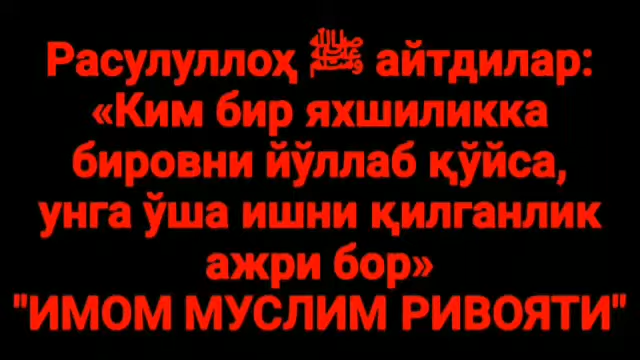 Расулуллоҳ ﷺ айтдилар:
«Ким бир яхшиликка
бировни йўллаб қўйса,
унга ўша ишни қилганлик
ажри бор»
"ИМОМ МУСЛИМ РИВОЯТИ"